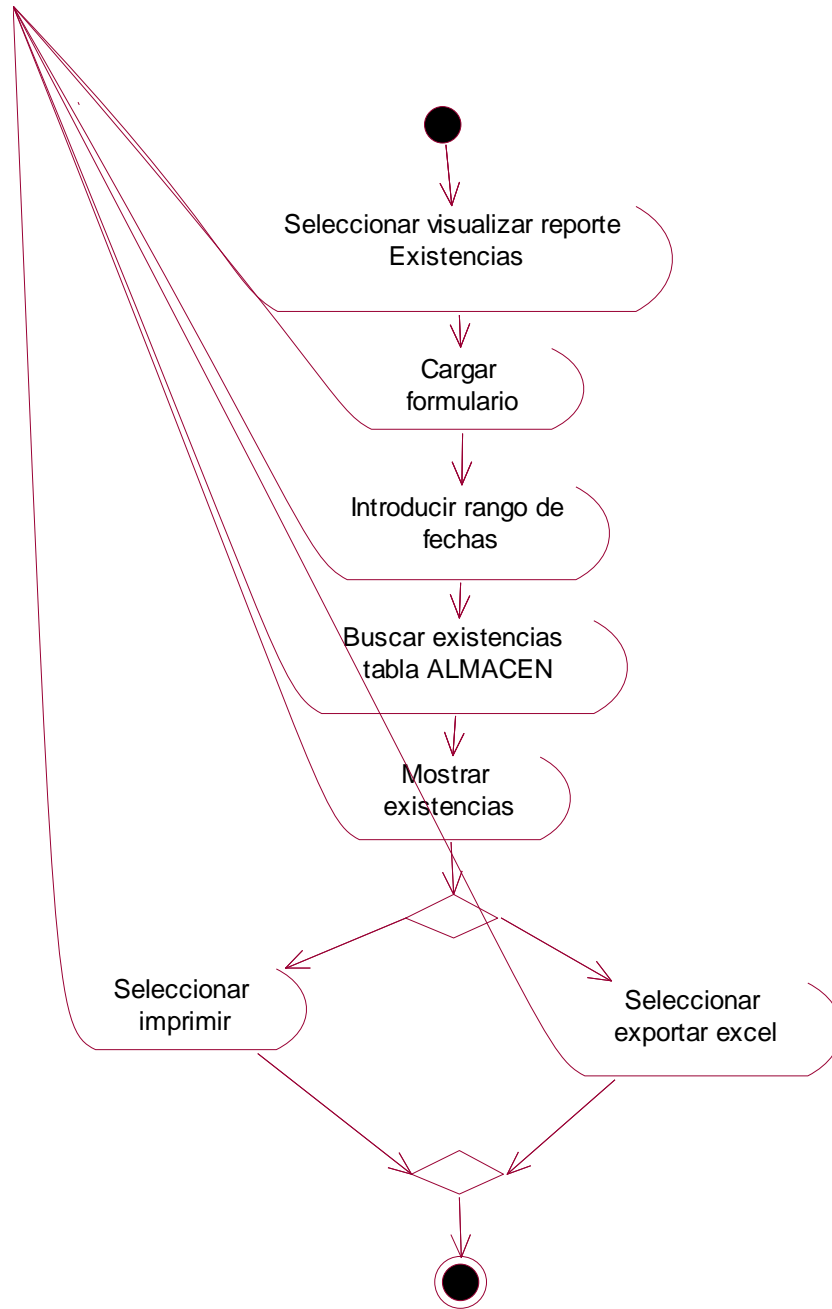 Seleccionar visualizar reporte
Existencias
Cargar
formulario
Introducir rango de
fechas
Buscar existencias
tabla ALMACEN
Mostrar
existencias
Seleccionar
imprimir
Seleccionar
exportar excel